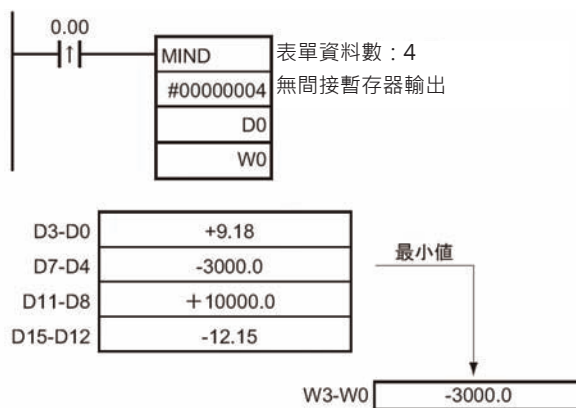 0.00
↑
MIND
表單資料數：4
#00000004
無間接暫存器輸出
D0
W0
D3-D0
+9.18
D7-D4
-3000.0
最小值
D11-D8
＋10000.0
D15-D12
-12.15
W3-W0
-3000.0